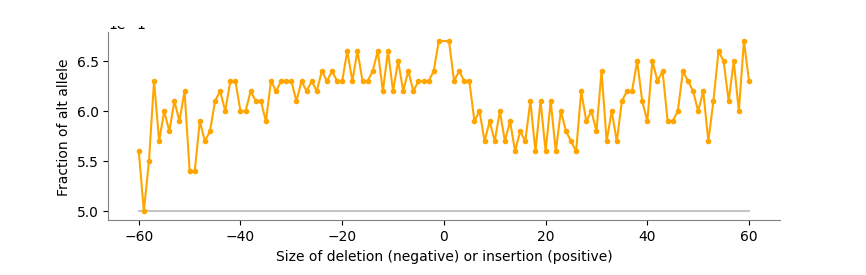 6.5
6.0
5.5
5.0
Fraction of alt allele
−60 −40 −20 0 20 40 60
Size of deletion (negative) or insertion (positive)